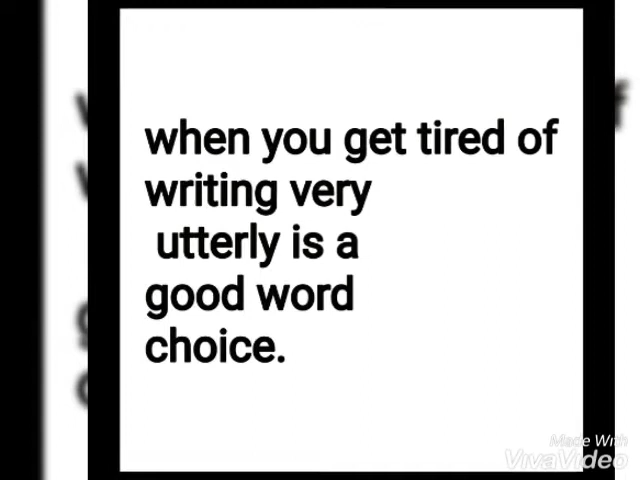 when you get tired of
writing very
utterly is a
good word
choice.
Made With
VivaVideo